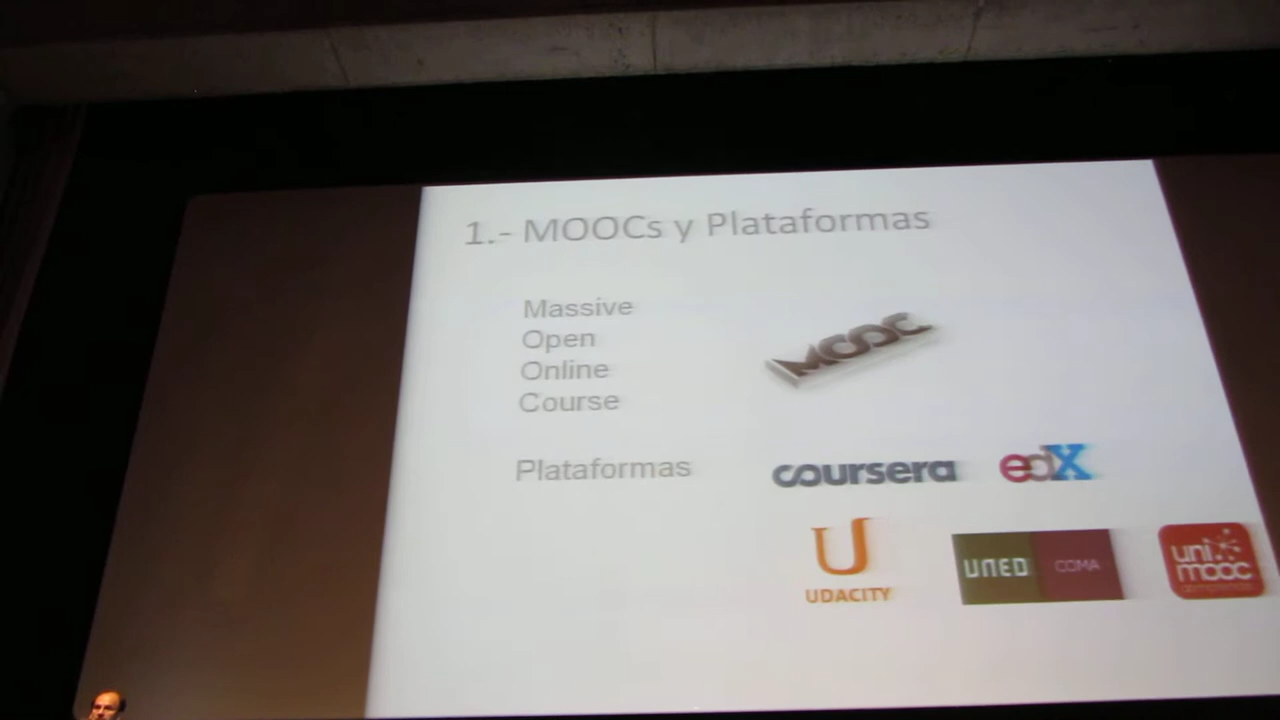 1.- MOOCs y Plataformas
Massive
Open
Online
Course
MOOC
Plataformas
coursera
edX
U
UDACITY
UNED
COMA
uni
mooc